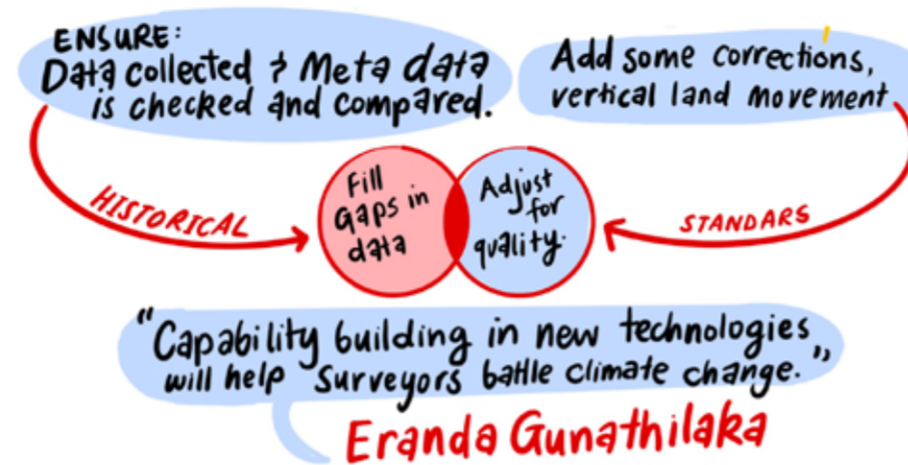 ENSURE:
Data collected & Meta data
is checked and compared.
Add some corrections,
vertical land movement
HISTORICAL
Fill
Gaps in
data
Adjust
for
quality.
STANDARS
"Capability building in new technologies
will help Surveyors battle climate change."
Eranda Gunathilaka